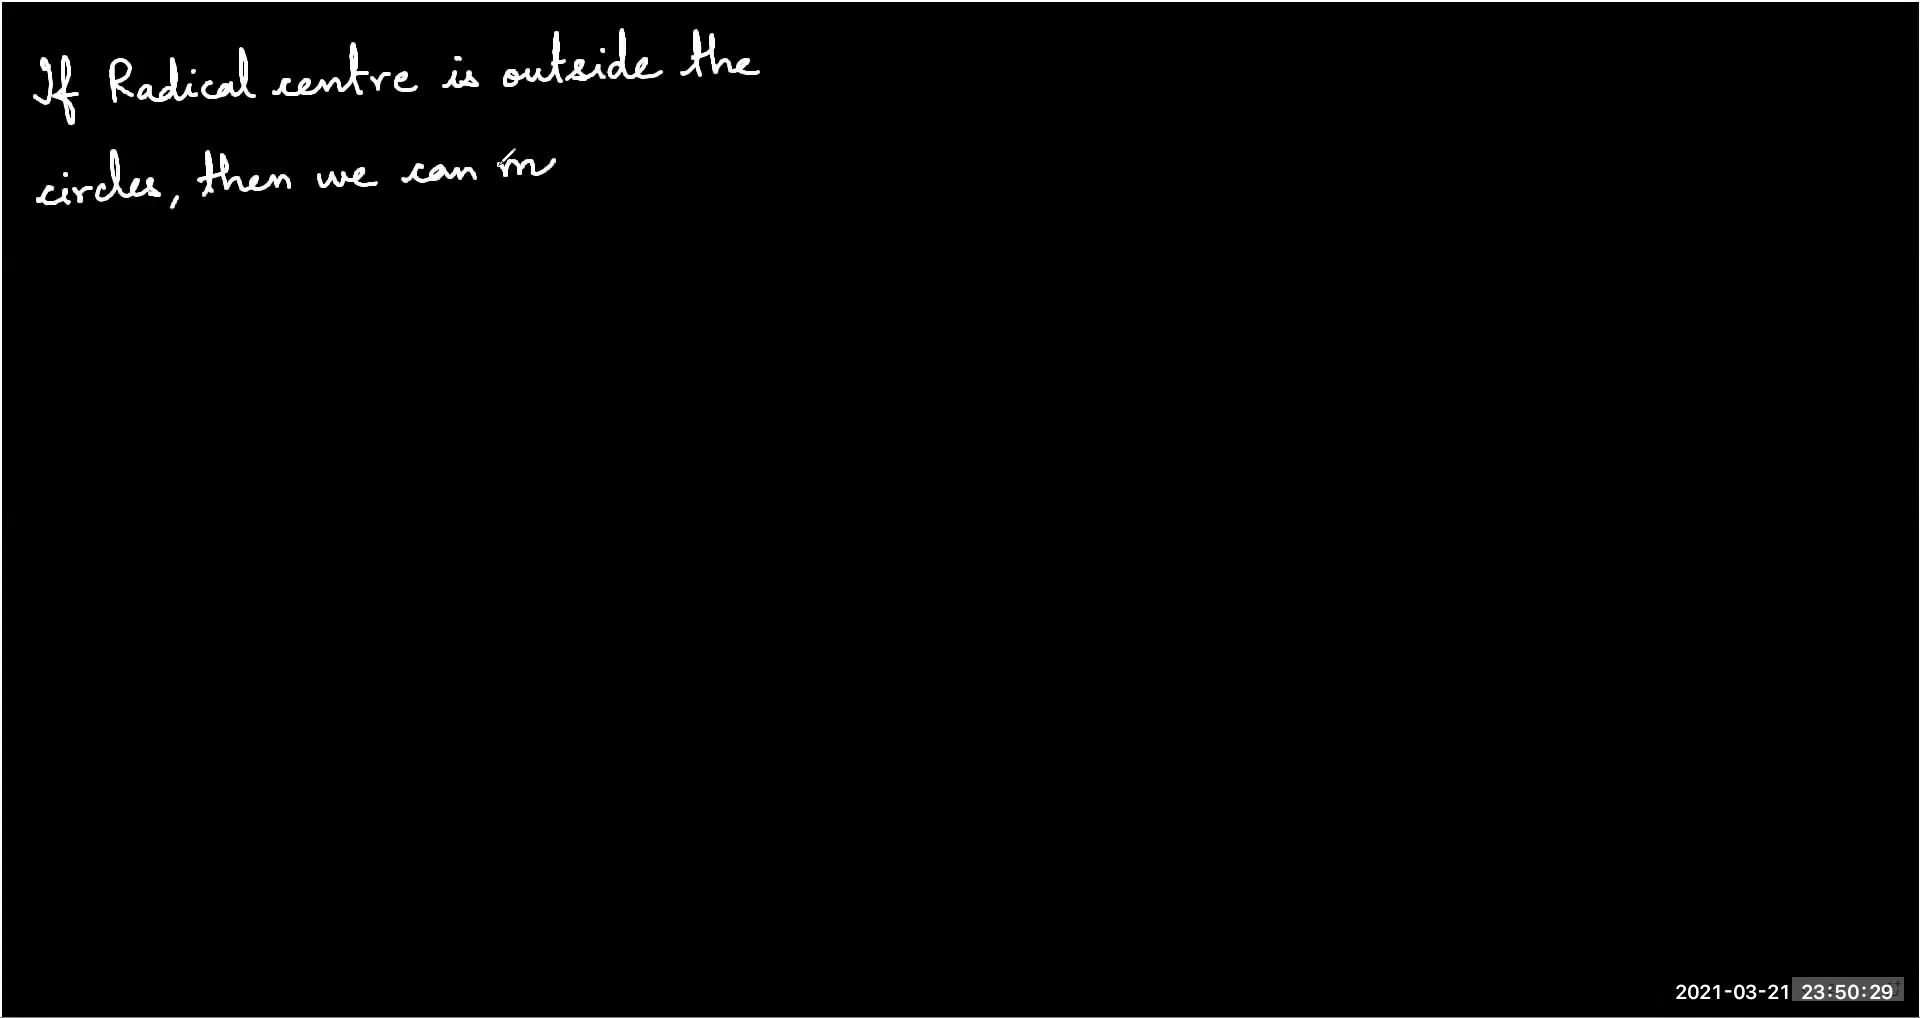 If Radical centre is outside the
circles, then we can
2021-03-21 23:50:29